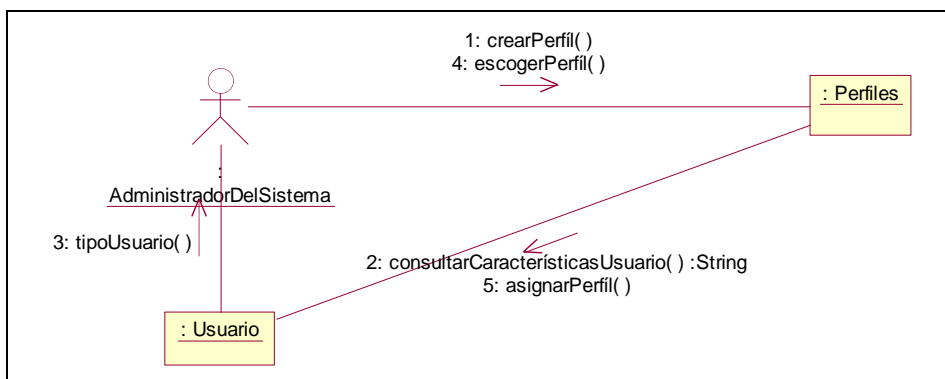 1: crearPerfíl( )
4: escogerPerfíl( )
: Perfiles
:
AdministradorDelSistema
3: tipoUsuario( )
2: consultarCaracterísticasUsuario( ) :String
5: asignarPerfíl( )
: Usuario